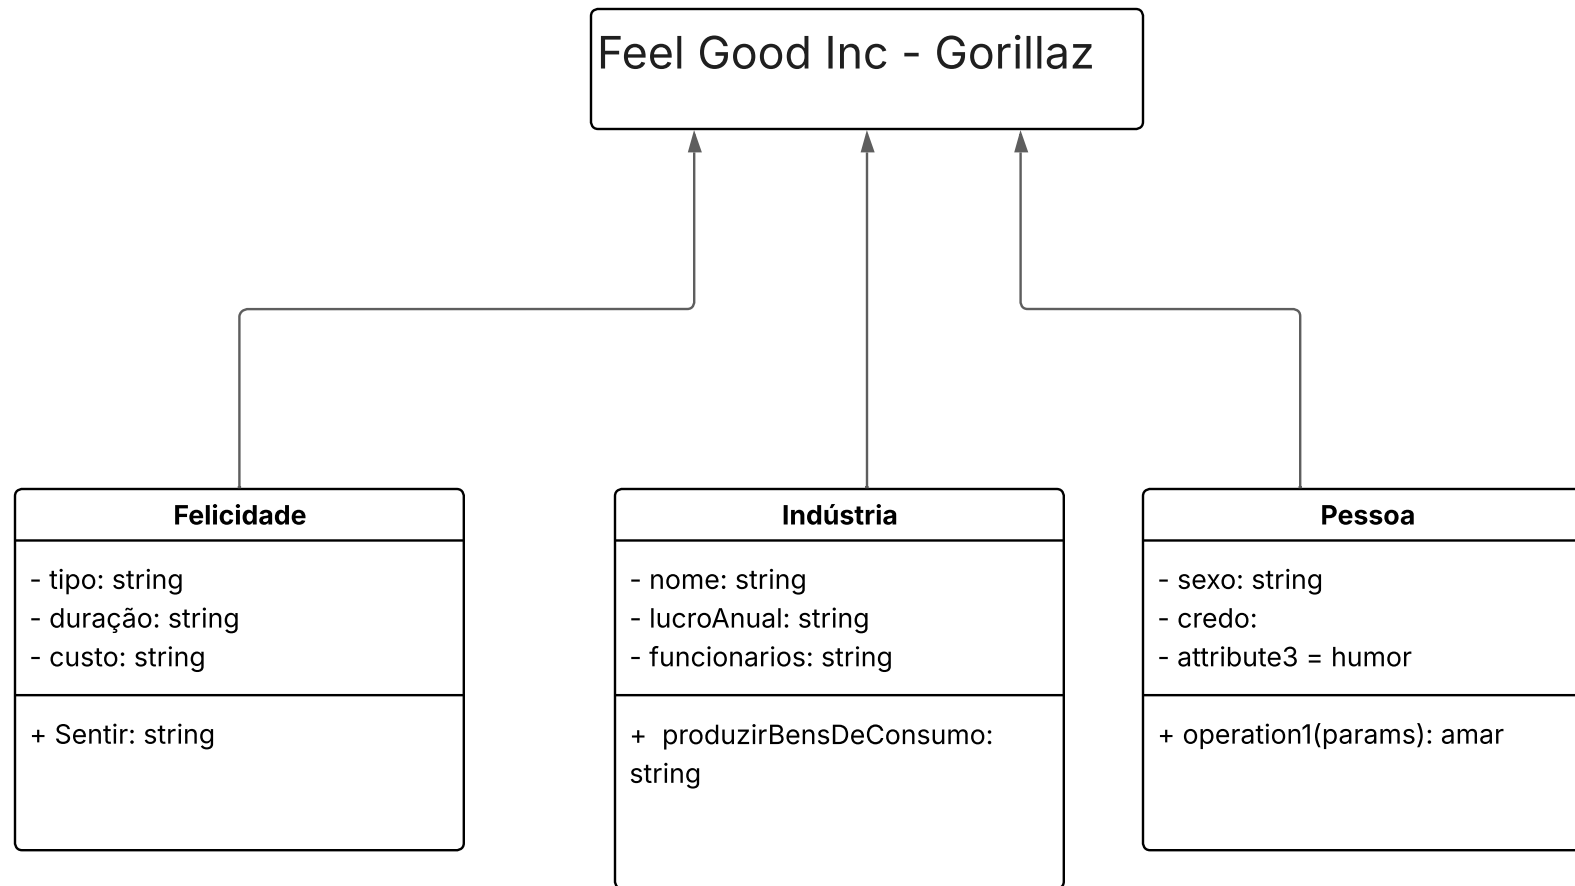 Feel Good Inc - Gorillaz
Felicidade
- tipo: string
- duração: string
- custo: string
+ Sentir: string
Indústria
- nome: string
- lucroAnual: string
- funcionarios: string
+  produzirBensDeConsumo:
string
Pessoa
- sexo: string
- credo:
- attribute3 = humor
+ operation1(params): amar